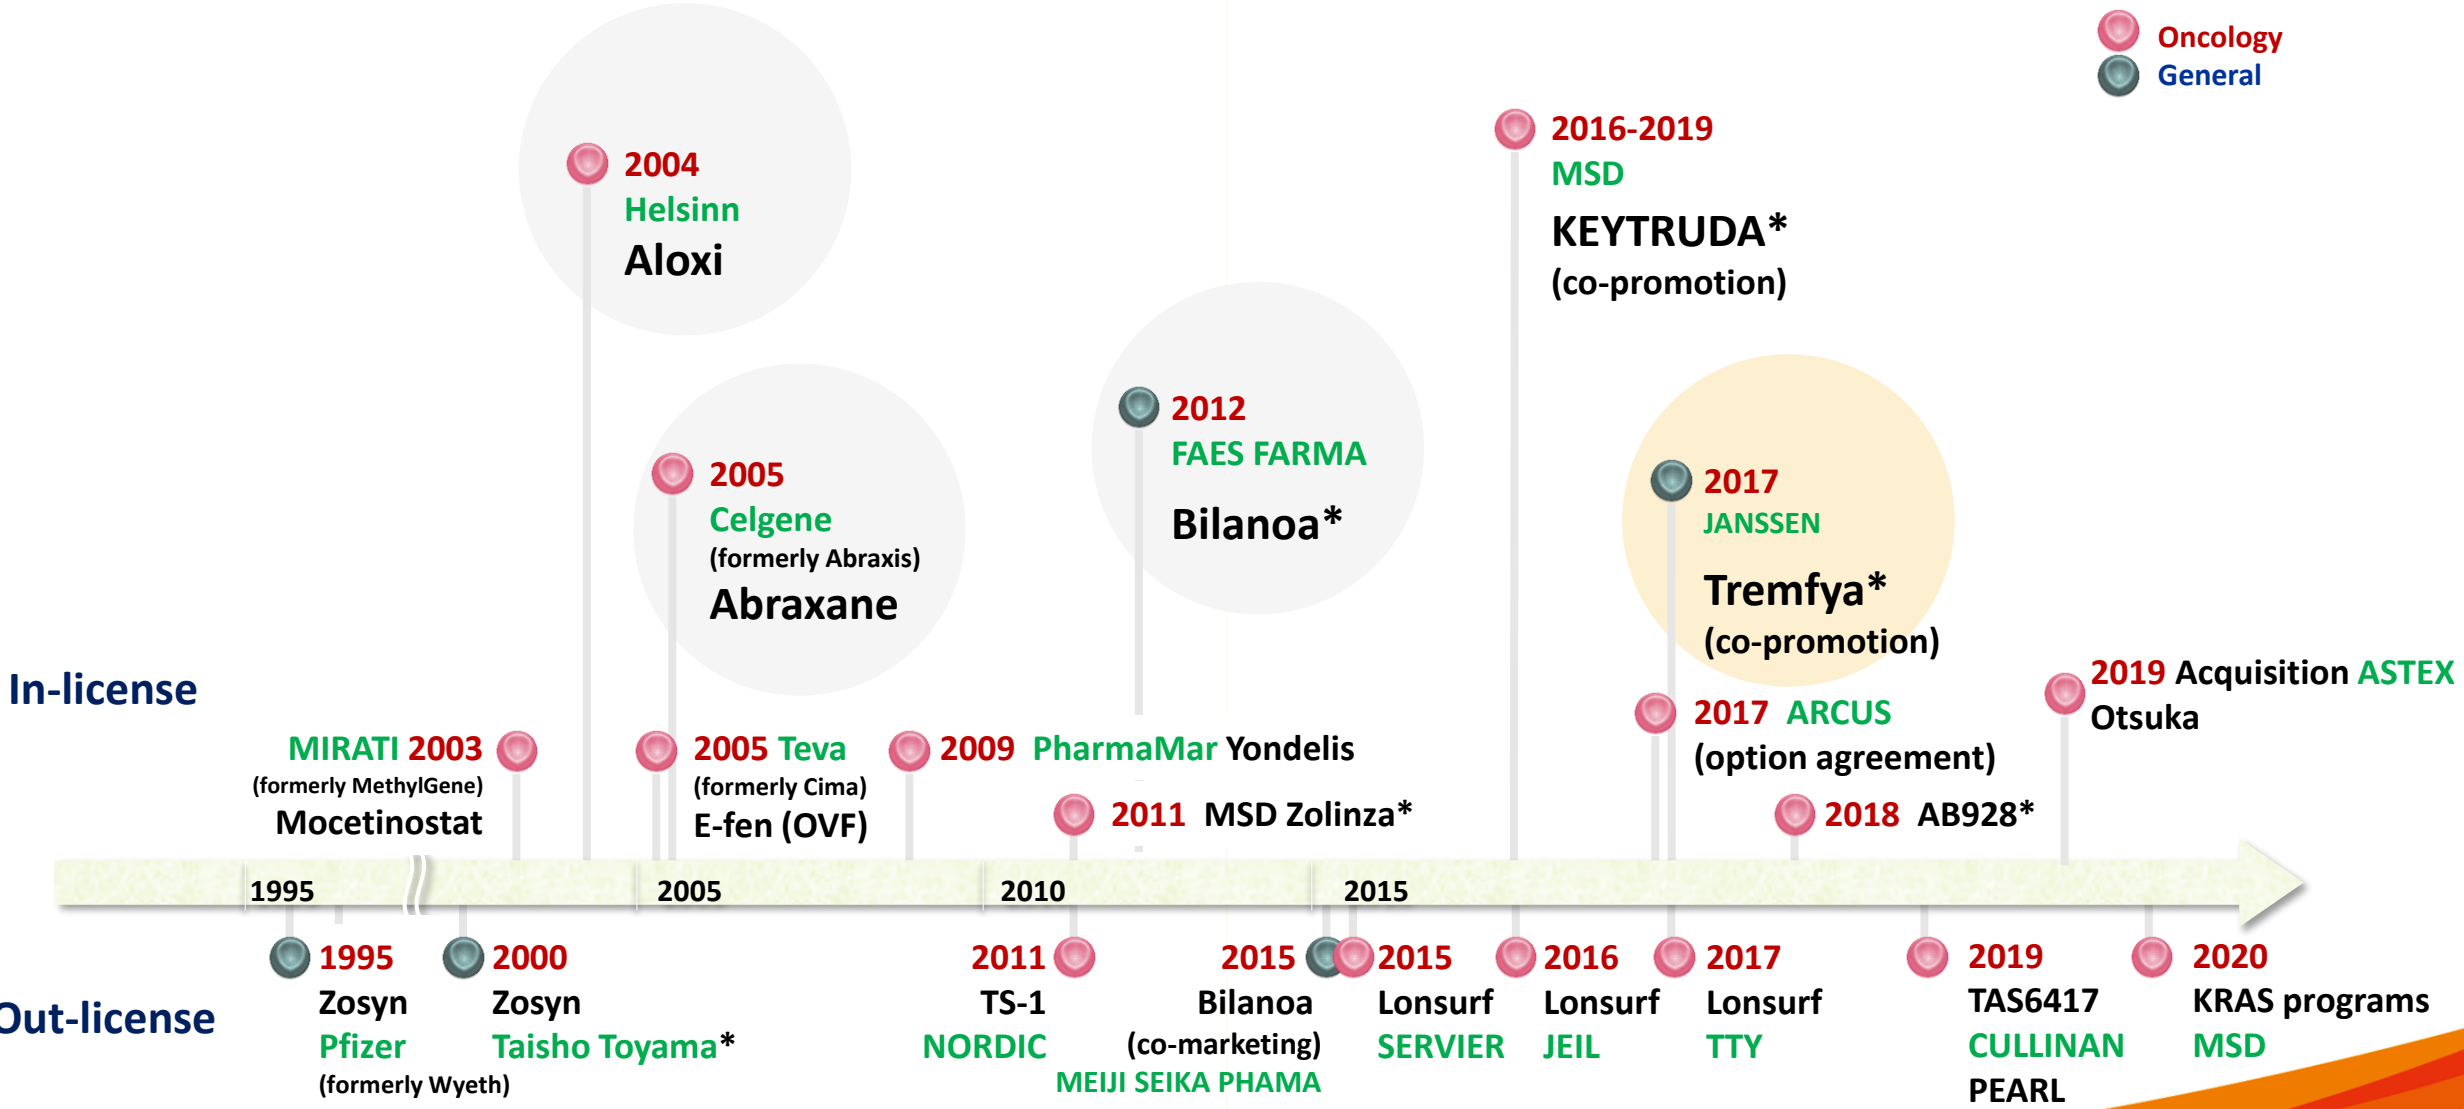 Oncology
General
2004
Helsinn
Aloxi
2016-2019
MSD
KEYTRUDA*
(co-promotion)
2005
Celgene
(formerly Abraxis)
Abraxane
2012
FAES FARMA
Bilanoa*
2017
JANSSEN
Tremfya*
(co-promotion)
In-license
MIRATI 2003
(formerly MethylGene)
Mocetinostat
2005 Teva
(formerly Cima)
E-fen (OVF)
2009 PharmaMar Yondelis
2011 MSD Zolinza*
2017 ARCUS
(option agreement)
2018 AB928*
2019 Acquisition ASTEX
Otsuka
1995
2005
2010
2015
Out-license
1995
Zosyn
Pfizer
(formerly Wyeth)
2000
Zosyn
Taisho Toyama*
2011
TS-1
NORDIC
2015
Bilanoa
(co-marketing)
MEIJI SEIKA PHAMA
2015
Lonsurf
SERVIER
2016
Lonsurf
JEIL
2017
Lonsurf
TTY
2019
TAS6417
CULLINAN
PEARL
2020
KRAS programs
MSD